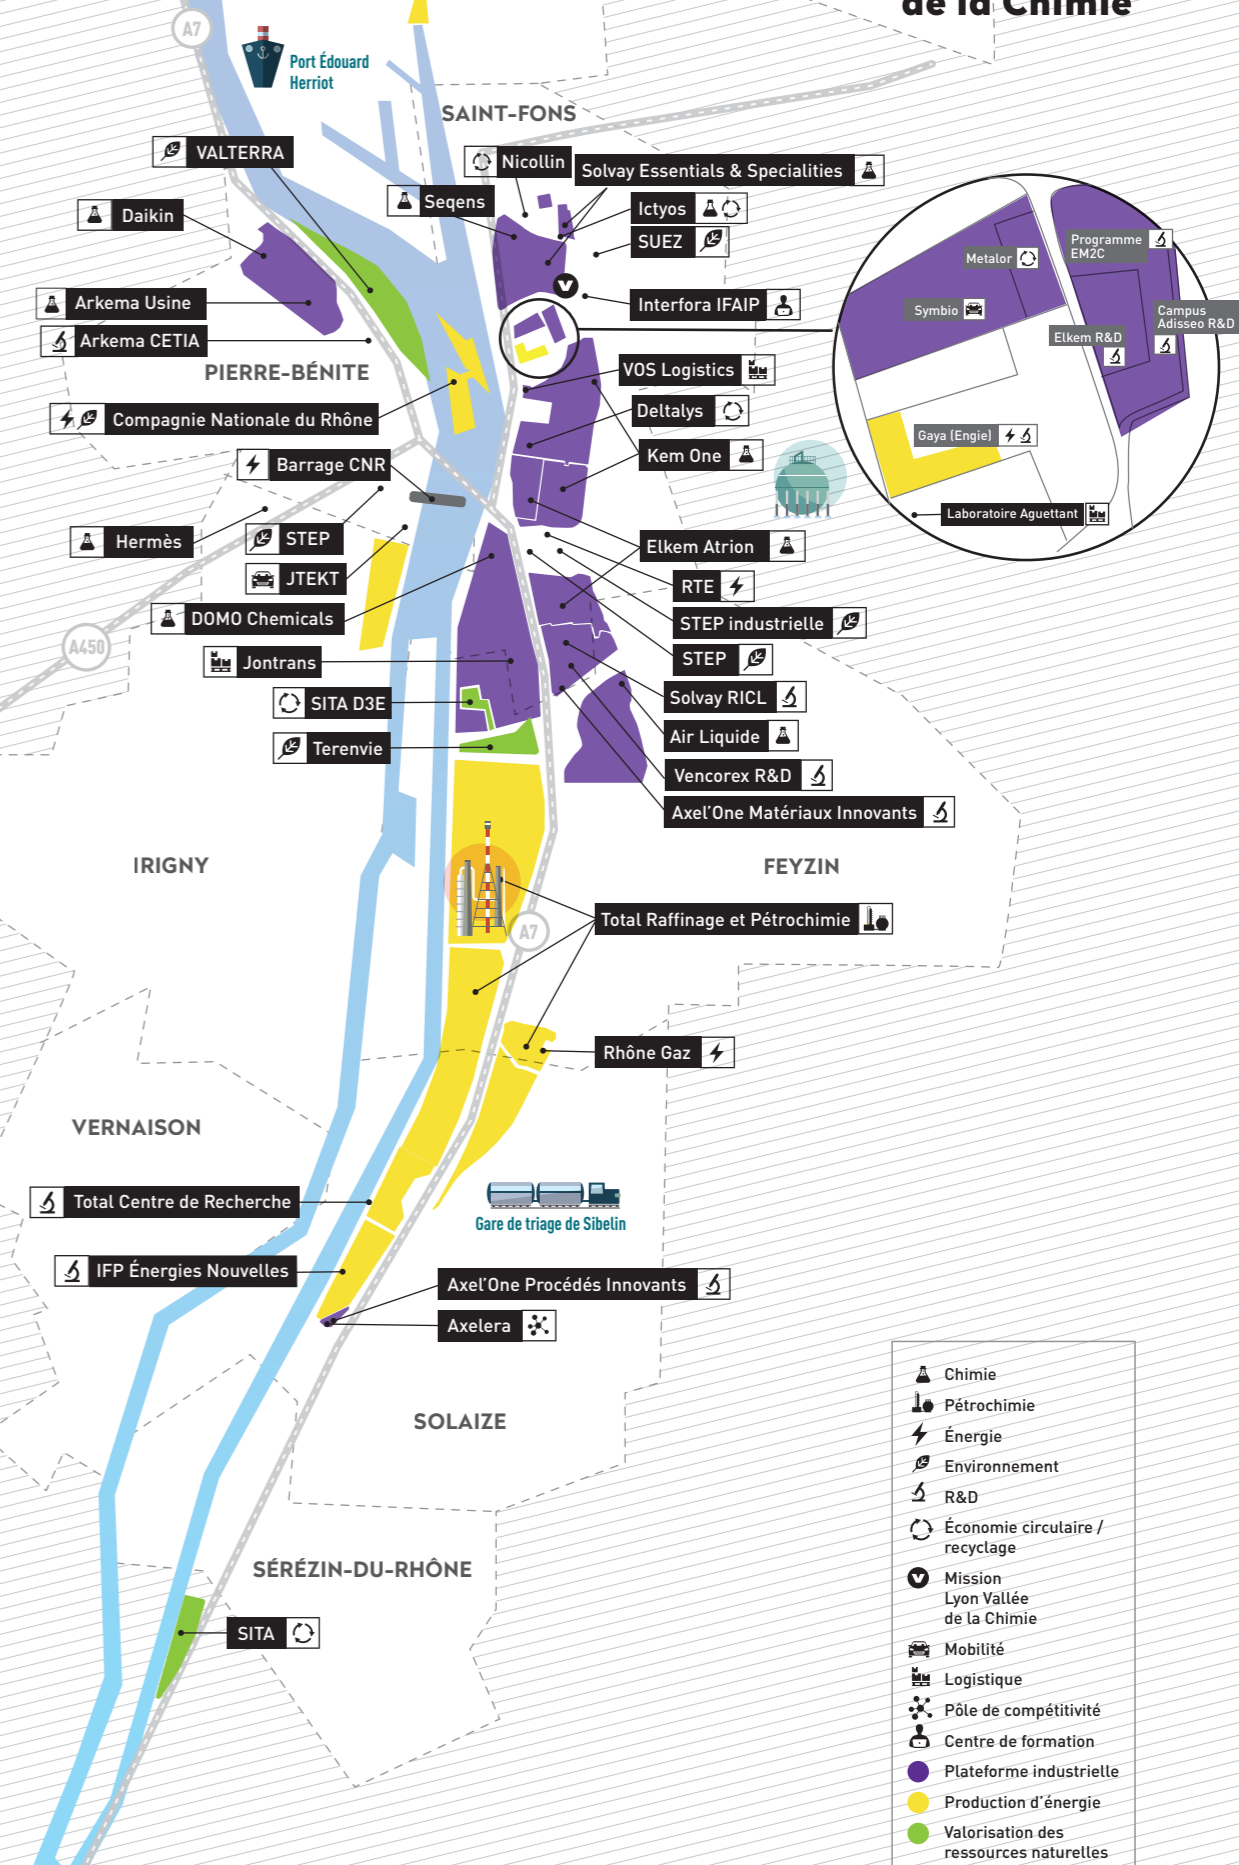 de la Chimie
A7
Port Édouard
Herriot
SAINT-FONS
VALTERRA
Nicollin
Solvay Essentials & Specialities
Seqens
Ictyos
Daikin
SUEZ
Programme
EM2C
Metalor
Arkema Usine
Interfora IFAIP
Symbio
Campus
Adisseo R&D
Arkema CETIA
Elkem R&D
PIERRE-BÉNITE
VOS Logistics
Compagnie Nationale du Rhône
Deltalys
Gaya (Engie)
Kem One
Barrage CNR
Laboratoire Aguettant
Hermès
STEP
Elkem Atrion
JTEKT
RTE
DOMO Chemicals
STEP industrielle
A450
Jontrans
STEP
SITA D3E
Solvay RICL
Terenvie
Air Liquide
Vencorex R&D
Axel'One Matériaux Innovants
IRIGNY
FEYZIN
Total Raffinage et Pétrochimie
A7
Rhône Gaz
VERNAISON
Total Centre de Recherche
Gare de triage de Sibelin
IFP Énergies Nouvelles
Axel'One Procédés Innovants
Axelera
SOLAIZE
SÉRÉZIN-DU-RHÔNE
SITA
Chimie
Pétrochimie
Énergie
Environnement
R&D
Économie circulaire /
recyclage
Mission
Lyon Vallée
de la Chimie
Mobilité
Logistique
Pôle de compétitivité
Centre de formation
Plateforme industrielle
Production d'énergie
Valorisation des
ressources naturelles